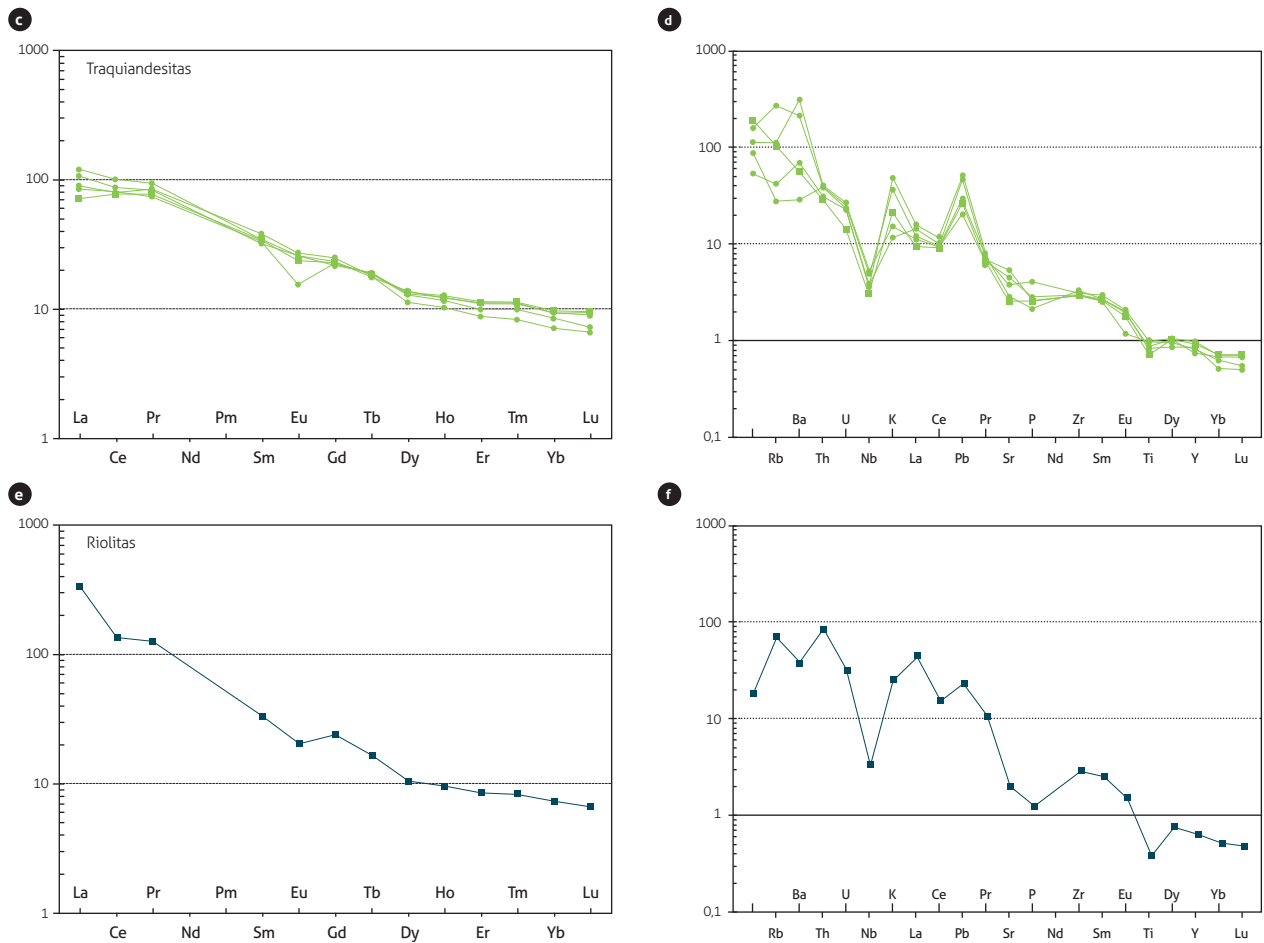 c
1000
Traquiandesitas
100
10
1
La Pr Pm Eu Tb Ho Tm Lu
Ce Nd Sm Gd Dy Er Yb
d
1000
100
10
1
0,1
Ba U K Ce Pr P Zr Eu Dy Yb
Rb Th Nb La Pb Sr Nd Sm Ti Y Lu
e
1000
Riolitas
100
10
1
La Pr Pm Eu Tb Ho Tm Lu
Ce Nd Sm Gd Dy Er Yb
f
1000
100
10
1
0,1
Ba U K Ce Pr P Zr Eu Dy Yb
Rb Th Nb La Pb Sr Nd Sm Ti Y Lu